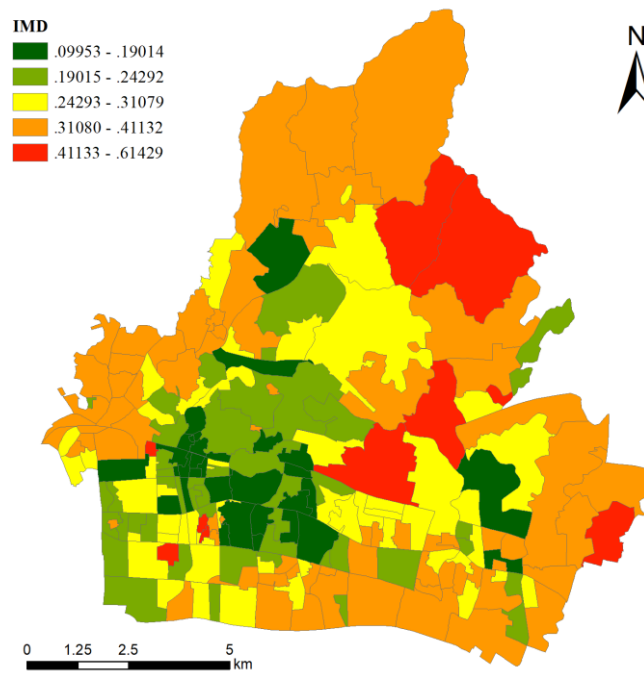 IMD
.09953 - .19014
.19015 - .24292
.24293 - .31079
.31080 - .41132
.41133 - .61429
N
0 1.25 2.5 5
km